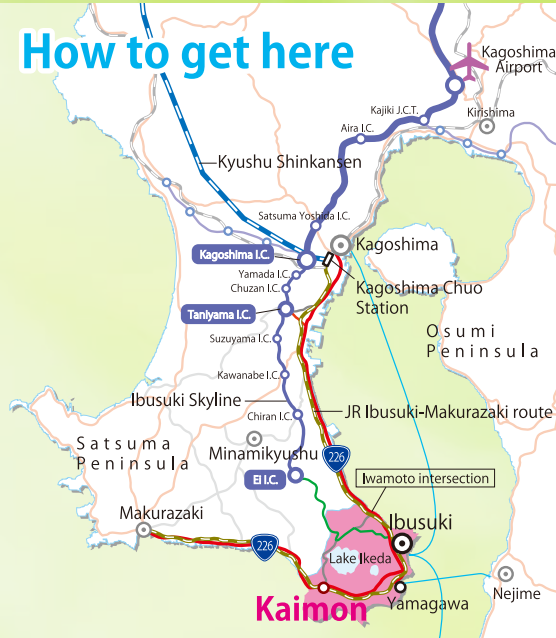 How to get here
Kagoshima
Airport
Kajiki J.C.T.
Kirishima
Aira I.C.
Kyushu Shinkansen
Satsuma Yoshida I.C.
Kagoshima
Kagoshima I.C.
Yamada I.C.
Chuzan I.C.
Kagoshima Chuo
Station
Taniyama I.C.
Osumi
Peninsula
Suzuyama I.C.
Kawanabe I.C.
Ibusuki Skyline
Chiran I.C.
JR Ibusuki-Makurazaki route
Satsuma
Peninsula
Minamikyushu
226
EI I.C.
Iwamoto intersection
Makurazaki
Ibusuki
226
Lake Ikeda
Kaimon
Yamagawa
Nejime